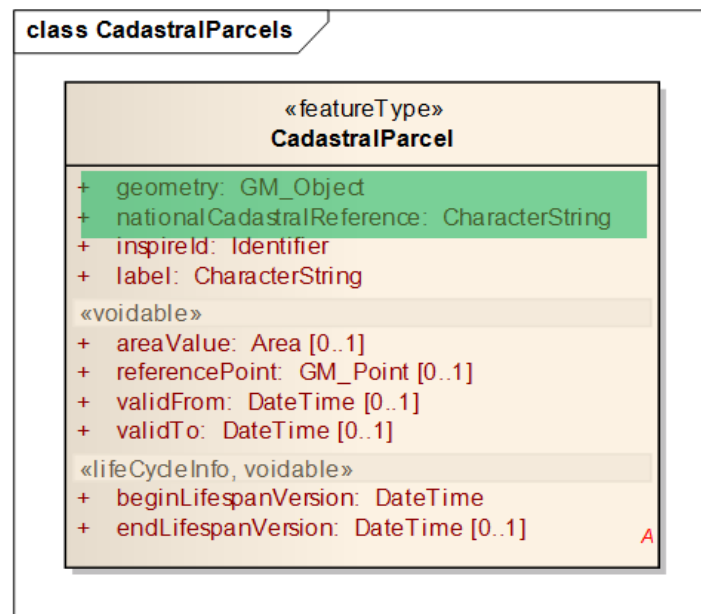 class CadastralParcels
«featureType»
CadastralParcel
+ geometry: GM_Object
+ nationalCadastralReference: CharacterString
+ inspireId: Identifier
+ label: CharacterString
«voidable»
+ areaValue: Area [0..1]
+ referencePoint: GM_Point [0..1]
+ validFrom: DateTime [0..1]
+ validTo: DateTime [0..1]
«lifeCycleInfo, voidable»
+ beginLifespanVersion: DateTime
+ endLifespanVersion: DateTime [0..1]
A